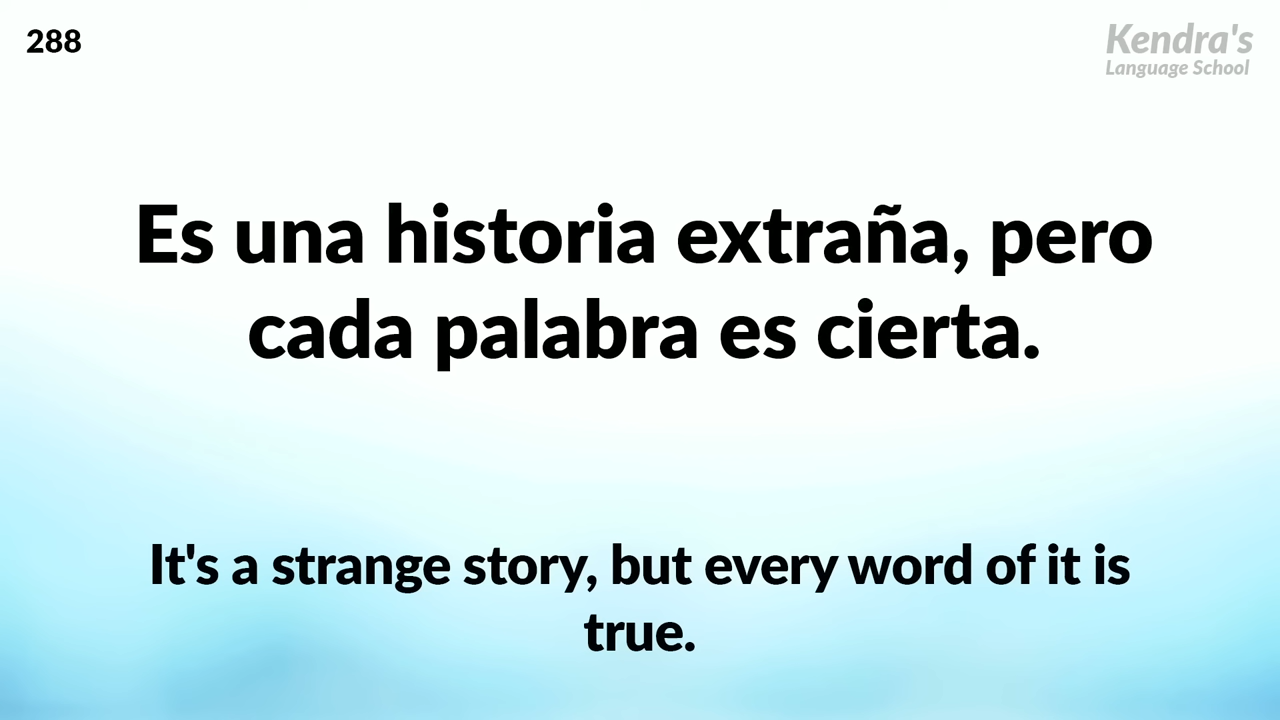 288
Kendra's
Language School
Es una historia extraña, pero
cada palabra es cierta.
It's a strange story, but every word of it is
true.